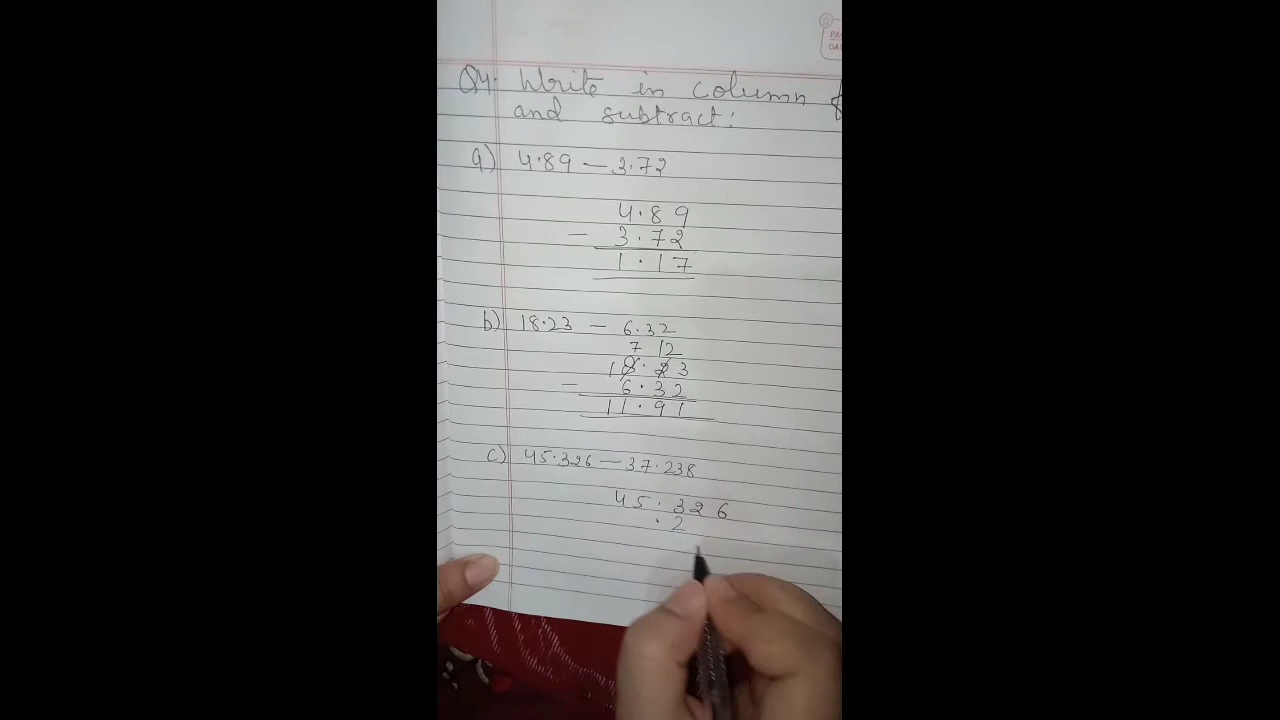 Q4. Write in column
and subtract:
a) 4.89 — 3.72
4.89
— 3.72
1.17
b) 18.23 — 6.32
7 12
18.23
— 6.32
11.91
c) 45.326 — 37.238
45.326
.2